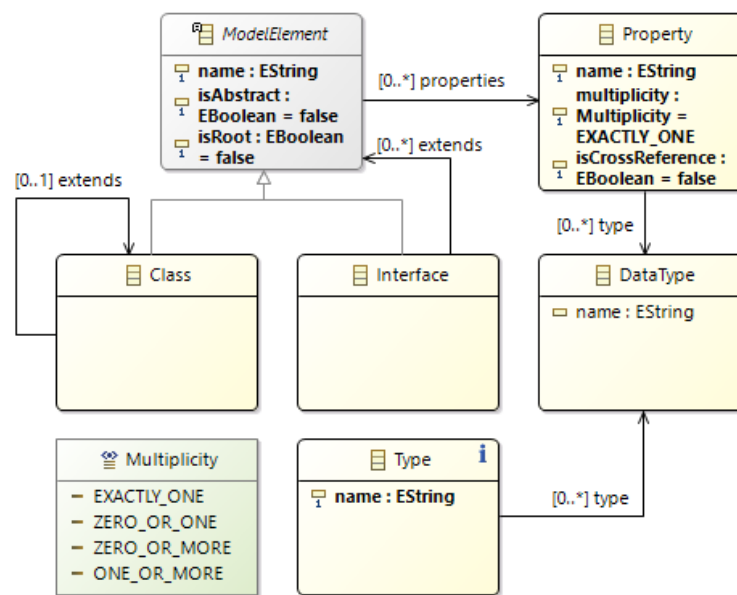 ModelElement
name : EString
isAbstract :
EBoolean = false
isRoot : EBoolean
= false
[0..*] properties
Property
name : EString
multiplicity :
Multiplicity =
EXACTLY_ONE
isCrossReference :
EBoolean = false
[0..*] extends
[0..1] extends
[0..*] type
Class
Interface
DataType
name : EString
Multiplicity
EXACTLY_ONE
ZERO_OR_ONE
ZERO_OR_MORE
ONE_OR_MORE
Type
name : EString
[0..*] type